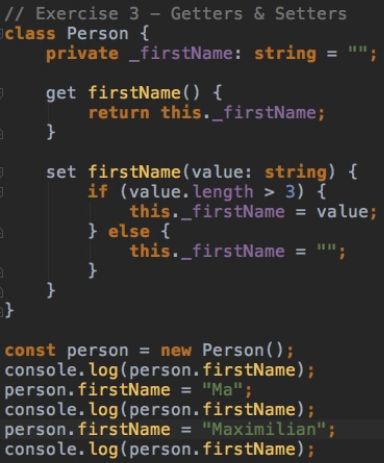 // Exercise 3 - Getters & Setters
class Person {
    private _firstName: string = "";

    get firstName() {
        return this._firstName;
    }

    set firstName(value: string) {
        if (value.length > 3) {
            this._firstName = value;
        } else {
            this._firstName = "";
        }
    }
}

const person = new Person();
console.log(person.firstName);
person.firstName = "Ma";
console.log(person.firstName);
person.firstName = "Maximilian";
console.log(person.firstName);